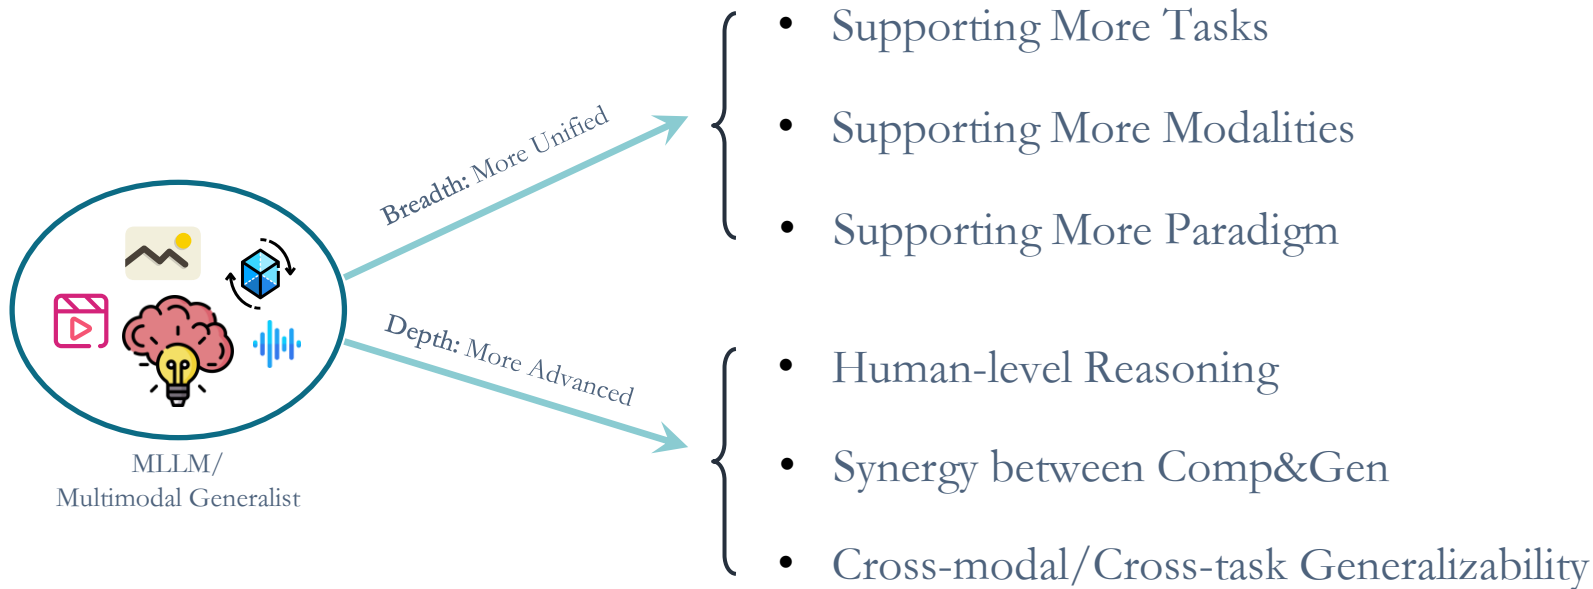 Supporting More Tasks
Supporting More Modalities
Supporting More Paradigm
Breadth: More Unified
Depth: More Advanced
Human-level Reasoning
Synergy between Comp&Gen
Cross-modal/Cross-task Generalizability
MLLM/
Multimodal Generalist